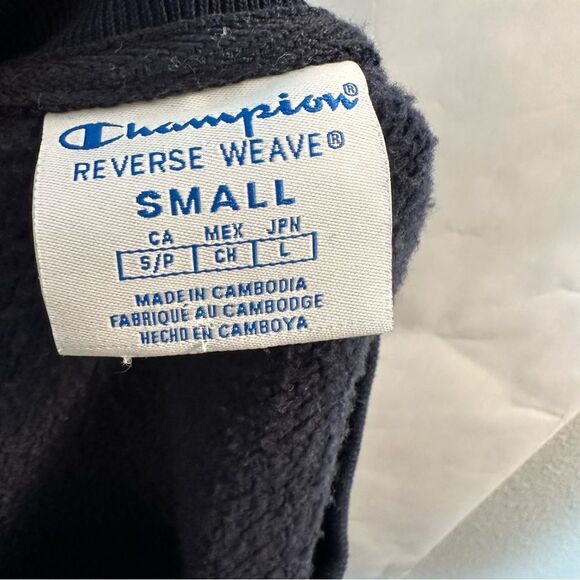 Champion®
REVERSE WEAVE®
SMALL
CA MEX JPN
S/P CH L
MADE IN CAMBODIA
FABRIQUÉ AU CAMBODGE
HECHO EN CAMBOYA